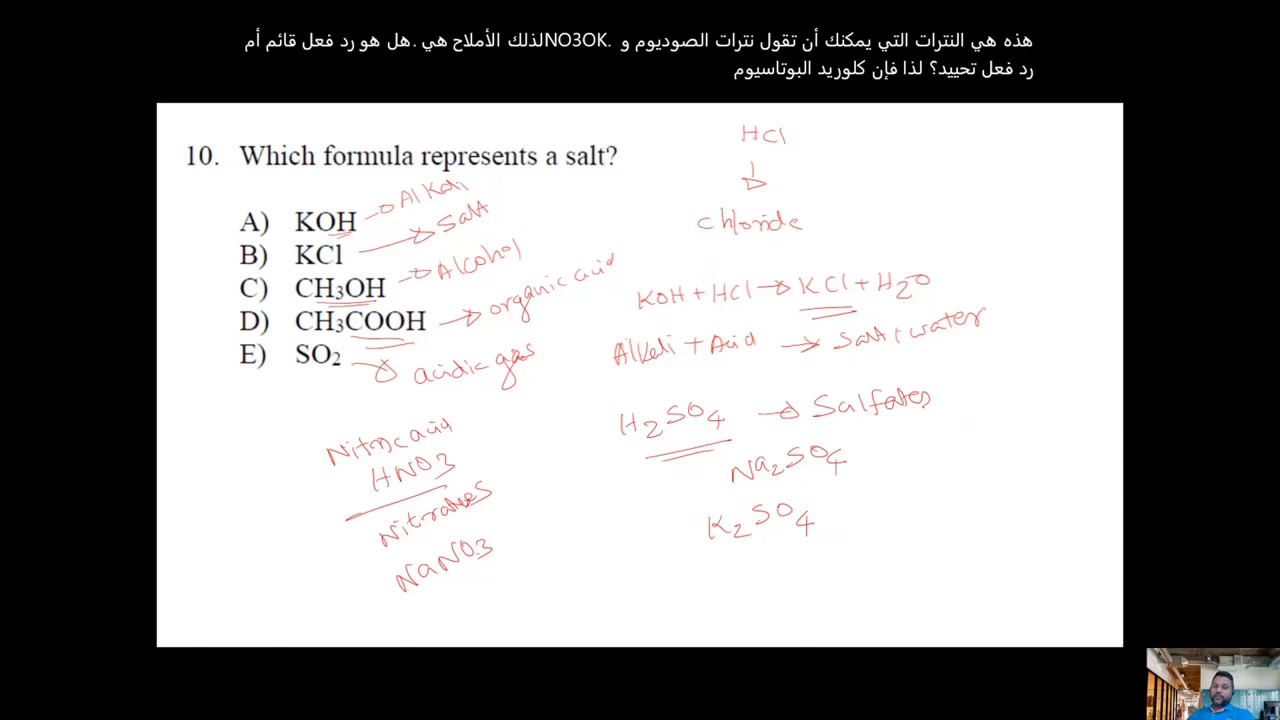 هذه هي النترات التي يمكنك أن تقول نترات الصوديوم و .NO3OKلذلك الأملاح هي .هل هو رد فعل قائم أم
رد فعل تحييد؟ لذا فإن كلوريد البوتاسيوم
10. Which formula represents a salt?
A) KOH → Alkali
B) KCl → Salt
C) CH3OH → Alcohol
D) CH3COOH → organic acid
E) SO2 → acidic gas
HCl
↓
chloride
KOH + HCl → KCl + H2O
Alkali + Acid → Salt + water
H2SO4 → Salfates
Na2SO4
K2SO4
Nitric acid
HNO3
Nitrates
NaNO3